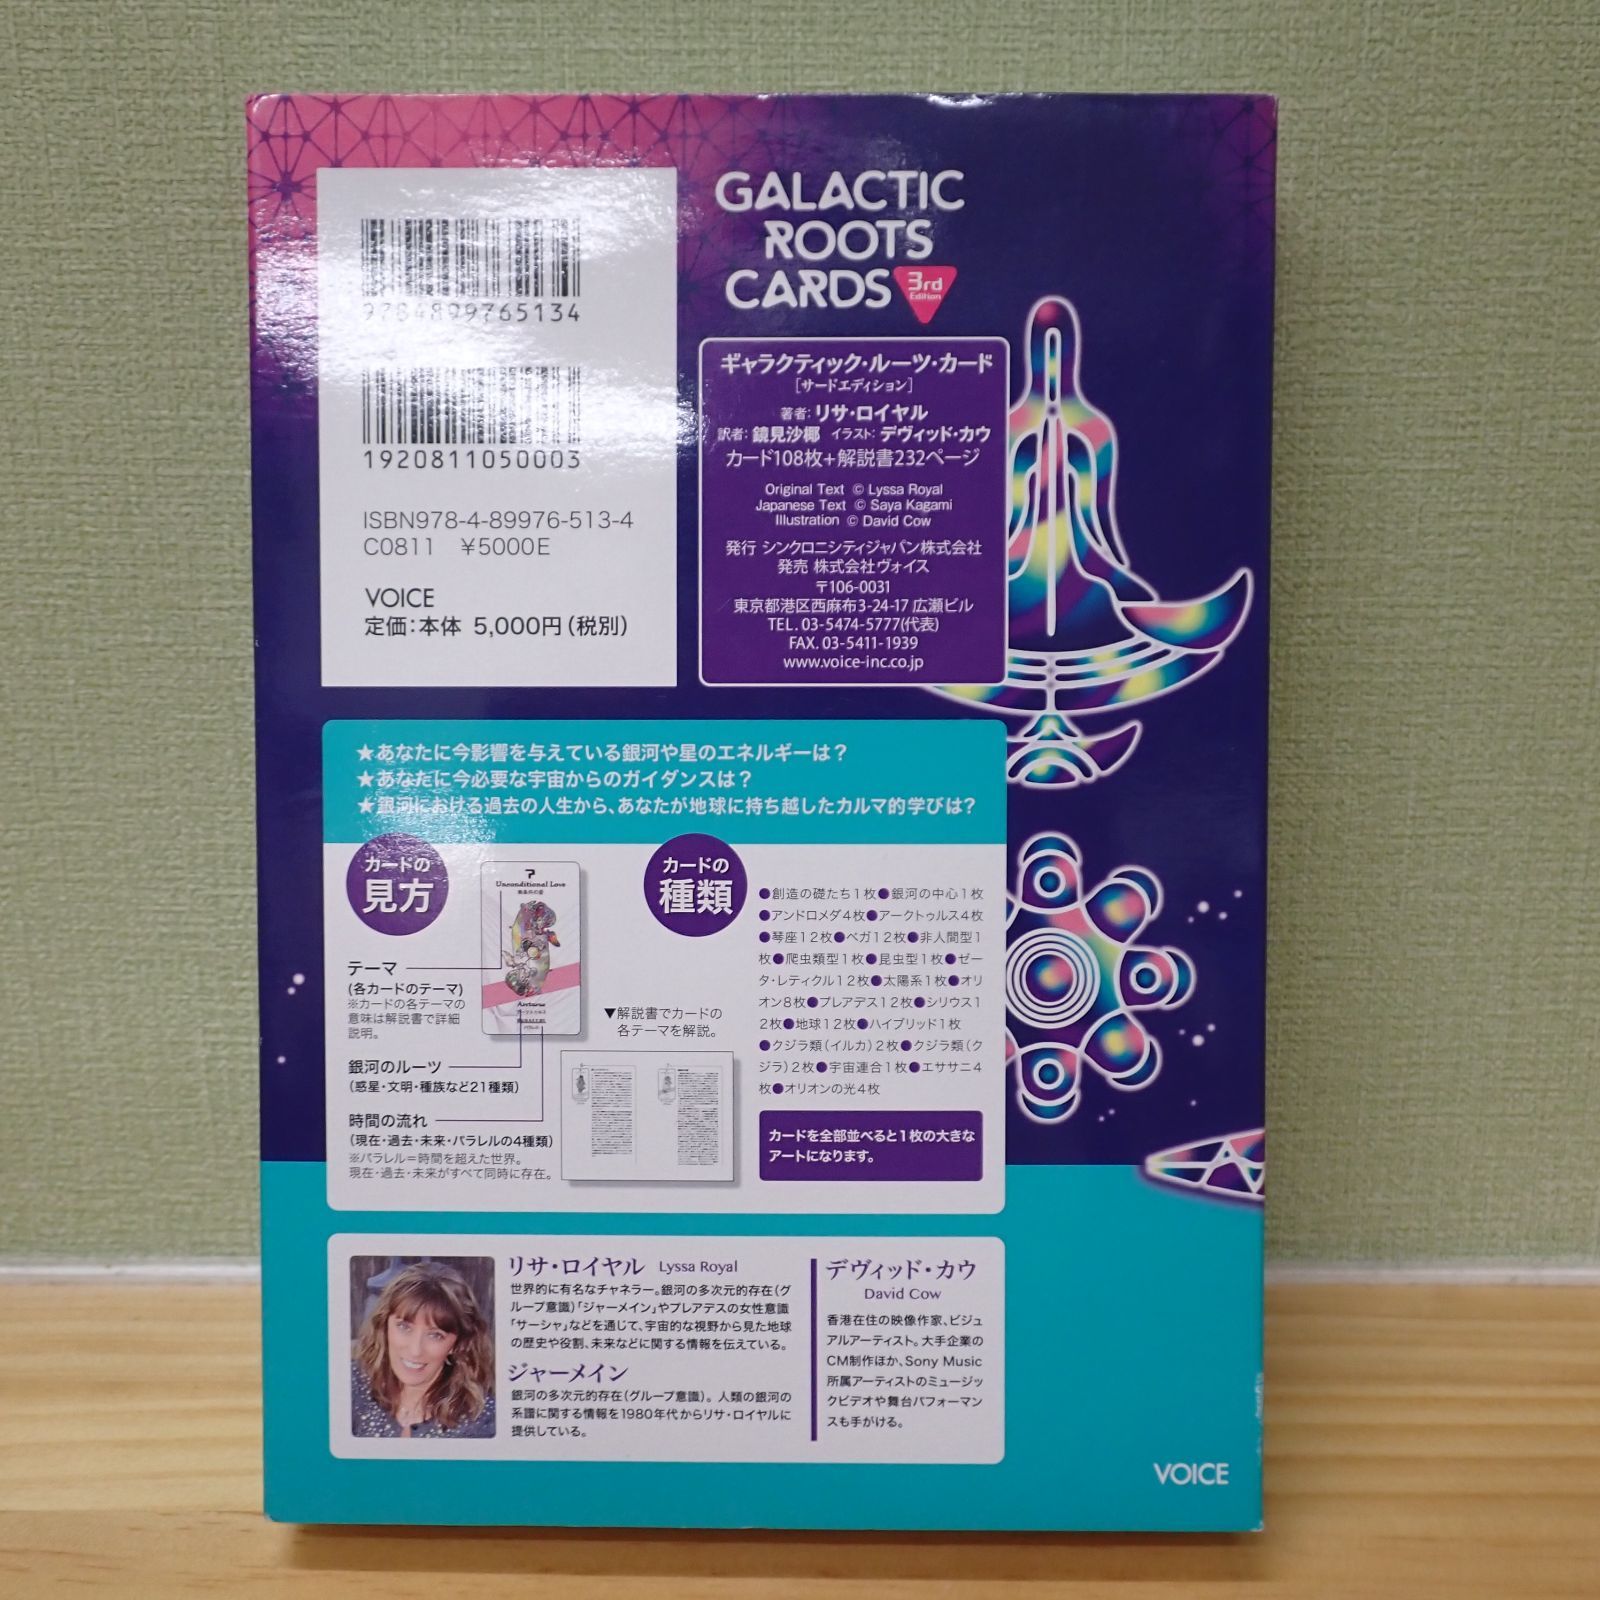 9784899765134
1920811050003
ISBN978-4-89976-513-4
C0811 ¥5000E
VOICE
定価：本体 5,000円（税別）
GALACTIC
ROOTS
CARDS 3rd
Edition
ギャラクティック・ルーツ・カード
［サードエディション］
著者：リサ・ロイヤル
訳者：鏡見沙椰 イラスト：デヴィッド・カウ
カード108枚+解説書232ページ
Original Text © Lyssa Royal
Japanese Text © Saya Kagami
Illustration © David Cow
発行 シンクロニシティジャパン株式会社
発売 株式会社ヴォイス
〒106-0031
東京都港区西麻布3-24-17 広瀬ビル
TEL. 03-5474-5777(代表)
FAX. 03-5411-1939
www.voice-inc.co.jp
★あなたに今影響を与えている銀河や星のエネルギーは？
★あなたに今必要な宇宙からのガイダンスは？
★銀河における過去の人生から、あなたが地球に持ち越したカルマ的学びは？
カードの
見方
7
Unconditional Love
無条件の愛
Arcturus
アークトゥルス
パラレル
テーマ
(各カードのテーマ)
※カードの各テーマの
意味は解説書で詳細
説明。
銀河のルーツ
(惑星・文明・種族など21種類)
時間の流れ
(現在・過去・未来・パラレルの4種類)
※パラレル＝時間を超えた世界。
現在・過去・未来がすべて同時に存在。
▼解説書でカードの
各テーマを解説。
カードの
種類
●創造の礎たち1枚●銀河の中心1枚
●アンドロメダ4枚●アークトゥルス4枚
●琴座12枚●ベガ12枚●非人間型1
枚●爬虫類型1枚●昆虫型1枚●ゼー
タ・レティクル12枚●太陽系1枚●オリ
オン8枚●プレアデス12枚●シリウス1
2枚●地球12枚●ハイブリッド1枚
●クジラ類(イルカ)2枚●クジラ類(ク
ジラ)2枚●宇宙連合1枚●エササニ4
枚●オリオンの光4枚
カードを全部並べると1枚の大きな
アートになります。
リサ・ロイヤル Lyssa Royal
世界的に有名なチャネラー。銀河の多次元的存在(グ
ループ意識)「ジャーメイン」やプレアデスの女性意識
「サーシャ」などを通じて、宇宙的な視野から見た地球
の歴史や役割、未来などに関する情報を伝えている。
ジャーメイン
銀河の多次元的存在(グループ意識)。人類の銀河の
系譜に関する情報を1980年代からリサ・ロイヤルに
提供している。
デヴィッド・カウ
David Cow
香港在住の映像作家、ビジュ
アルアーティスト。大手企業の
CM制作ほか、Sony Music
所属アーティストのミュージッ
クビデオや舞台パフォーマン
スも手がける。
VOICE